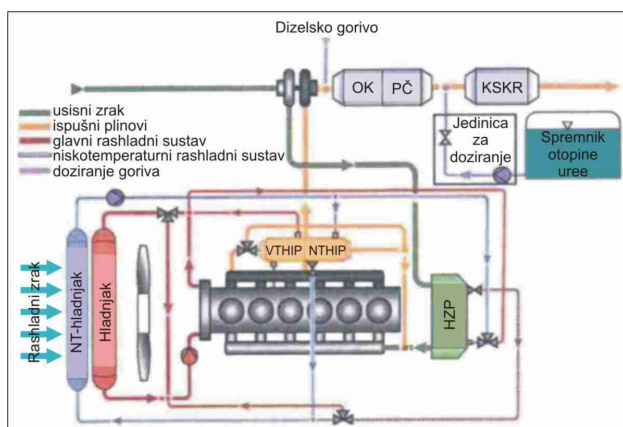 Dizelsko gorivo
OK
PČ
KSKR
usisni zrak
ispušni plinovi
glavni rashladni sustav
niskotemperaturni rashladni sustav
doziranje goriva
Jedinica
za
doziranje
Spremnik
otopine
uree
VTHIP
NTHIP
Rashladni zrak
NT-hladnjak
Hladnjak
HZP